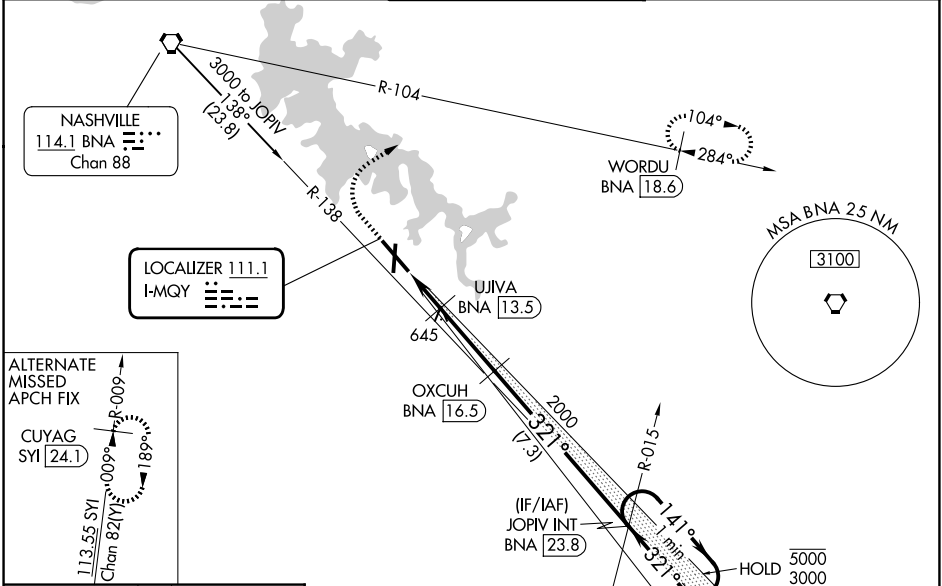 NASHVILLE
114.1 BNA
Chan 88
3000 to JOPIV
138°
(23.8)
R-104
104°
284°
WORDU
BNA 18.6
R-138
MSA BNA 25 NM
3100
LOCALIZER 111.1
I-MQY
UJIVA
BNA 13.5
645
ALTERNATE
MISSED
APCH FIX
R-009
CUYAG
SYI 24.1
009°
189°
113.55 SYI
Chan 82(Y)
OXCUH
BNA 16.5
2000
321°
(7.3)
R-015
(IF/IAF)
JOPIV INT
BNA 23.8
141°
1 min
321°
HOLD
5000
3000